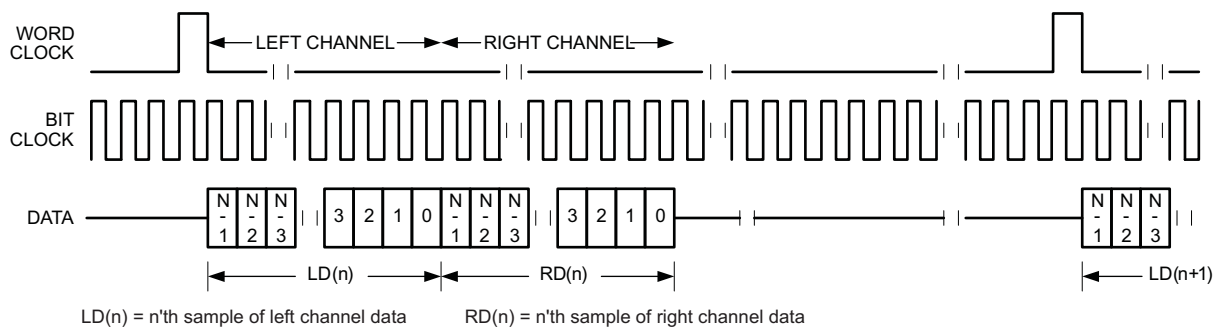 WORD
CLOCK
LEFT CHANNEL
RIGHT CHANNEL
BIT
CLOCK
DATA
N-1 N-2 N-3 3 2 1 0 N-1 N-2 N-3 3 2 1 0 N-1 N-2 N-3
LD(n) RD(n) LD(n+1)
LD(n) = n'th sample of left channel data RD(n) = n'th sample of right channel data